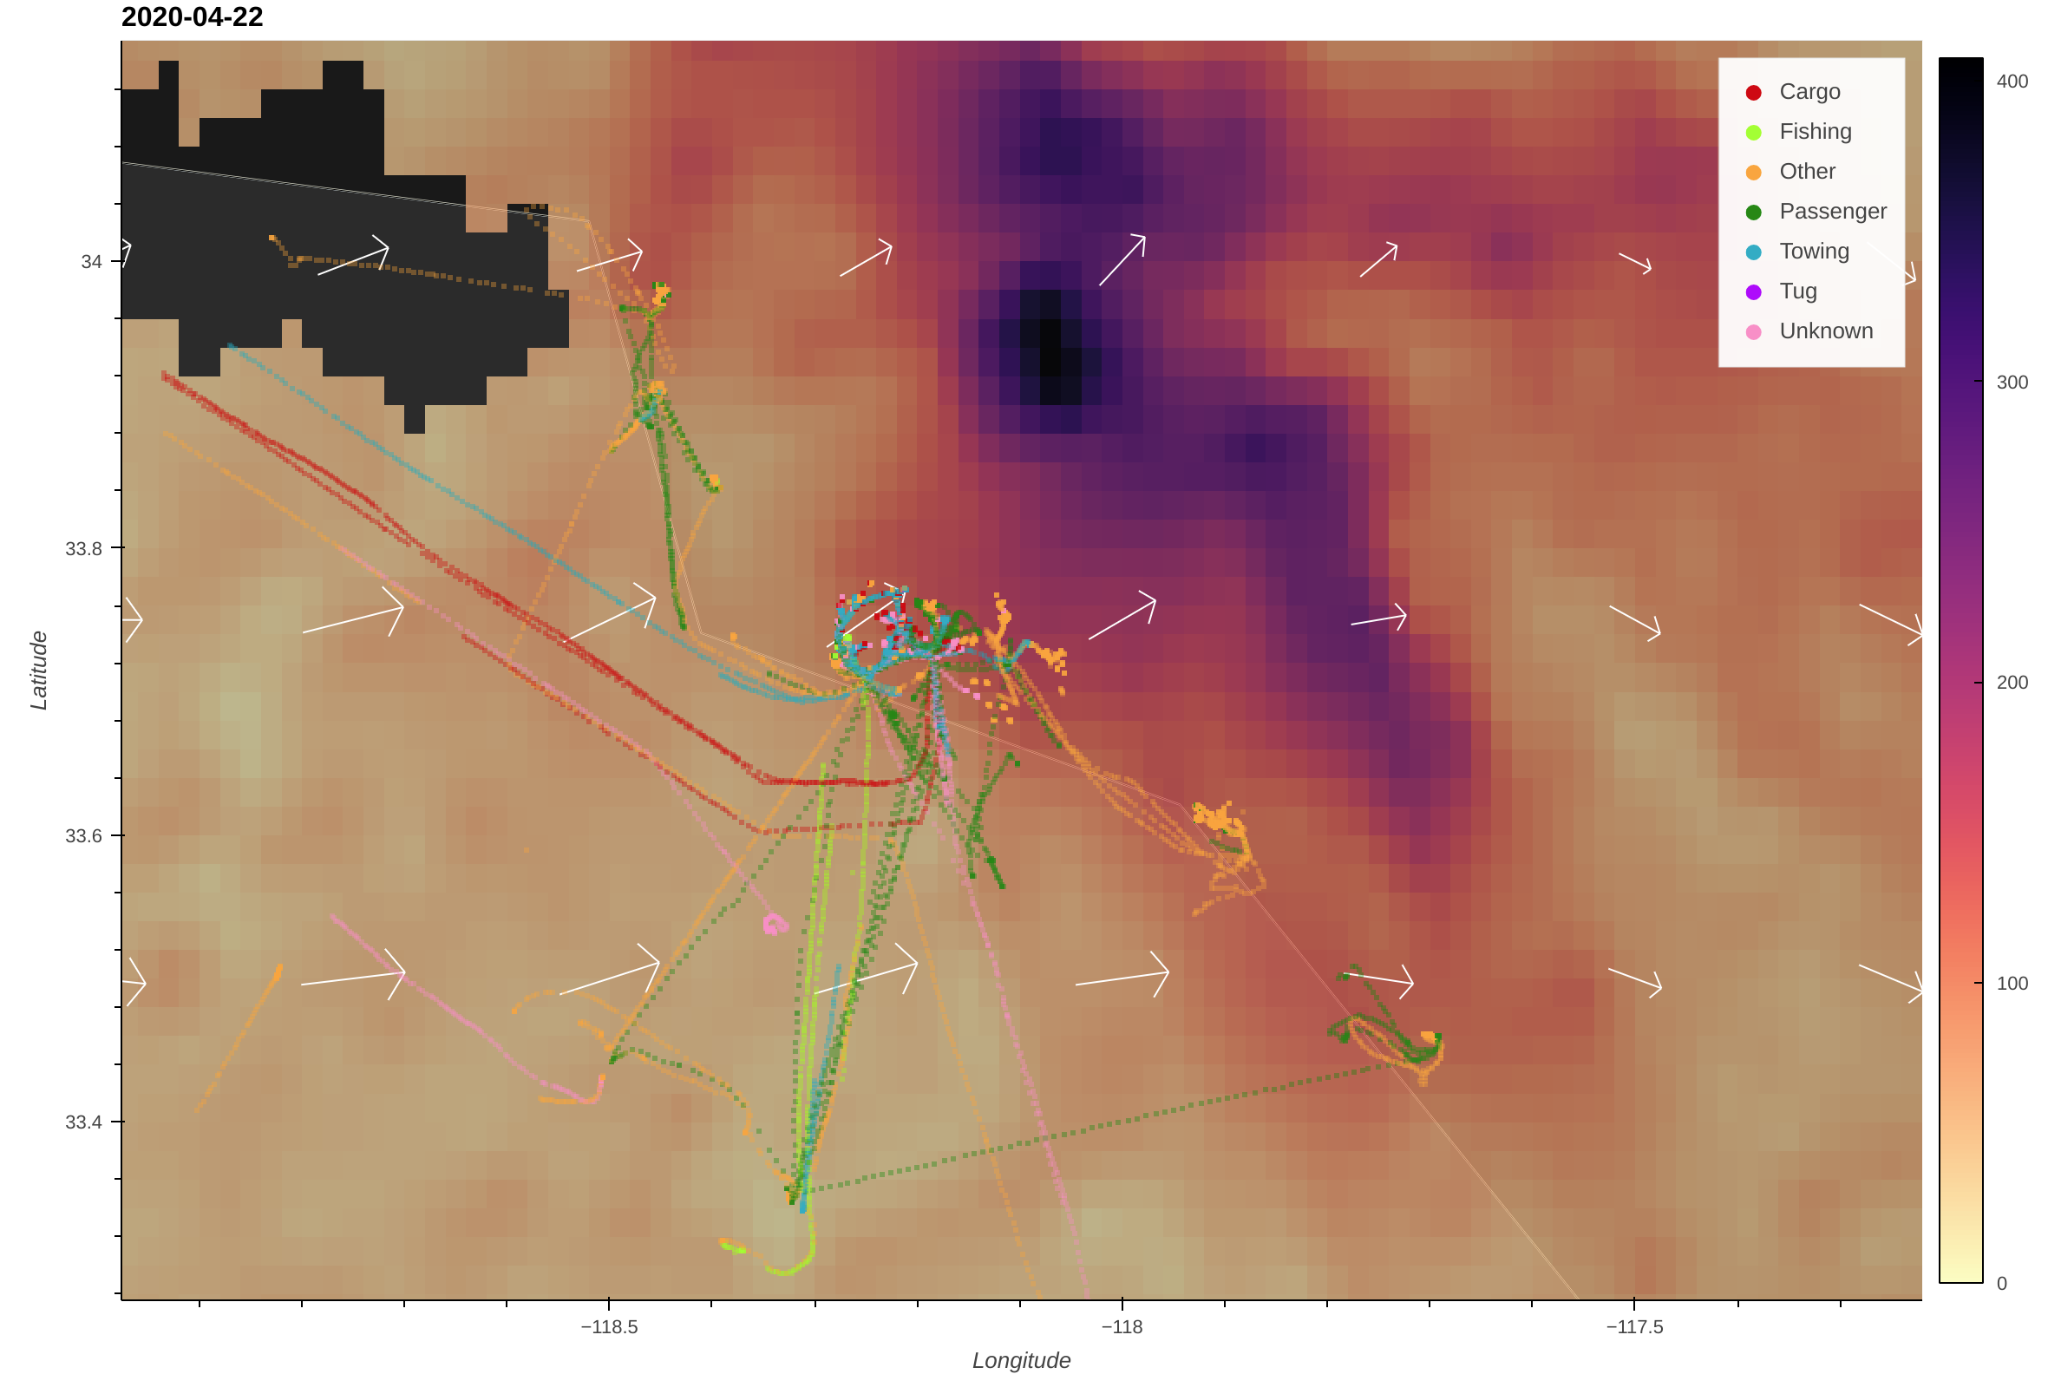 2020-04-22
Cargo
Fishing
Other
Passenger
Towing
Tug
Unknown
400
300
200
100
0
34
33.8
33.6
33.4
Latitude
−118.5
−118
−117.5
Longitude